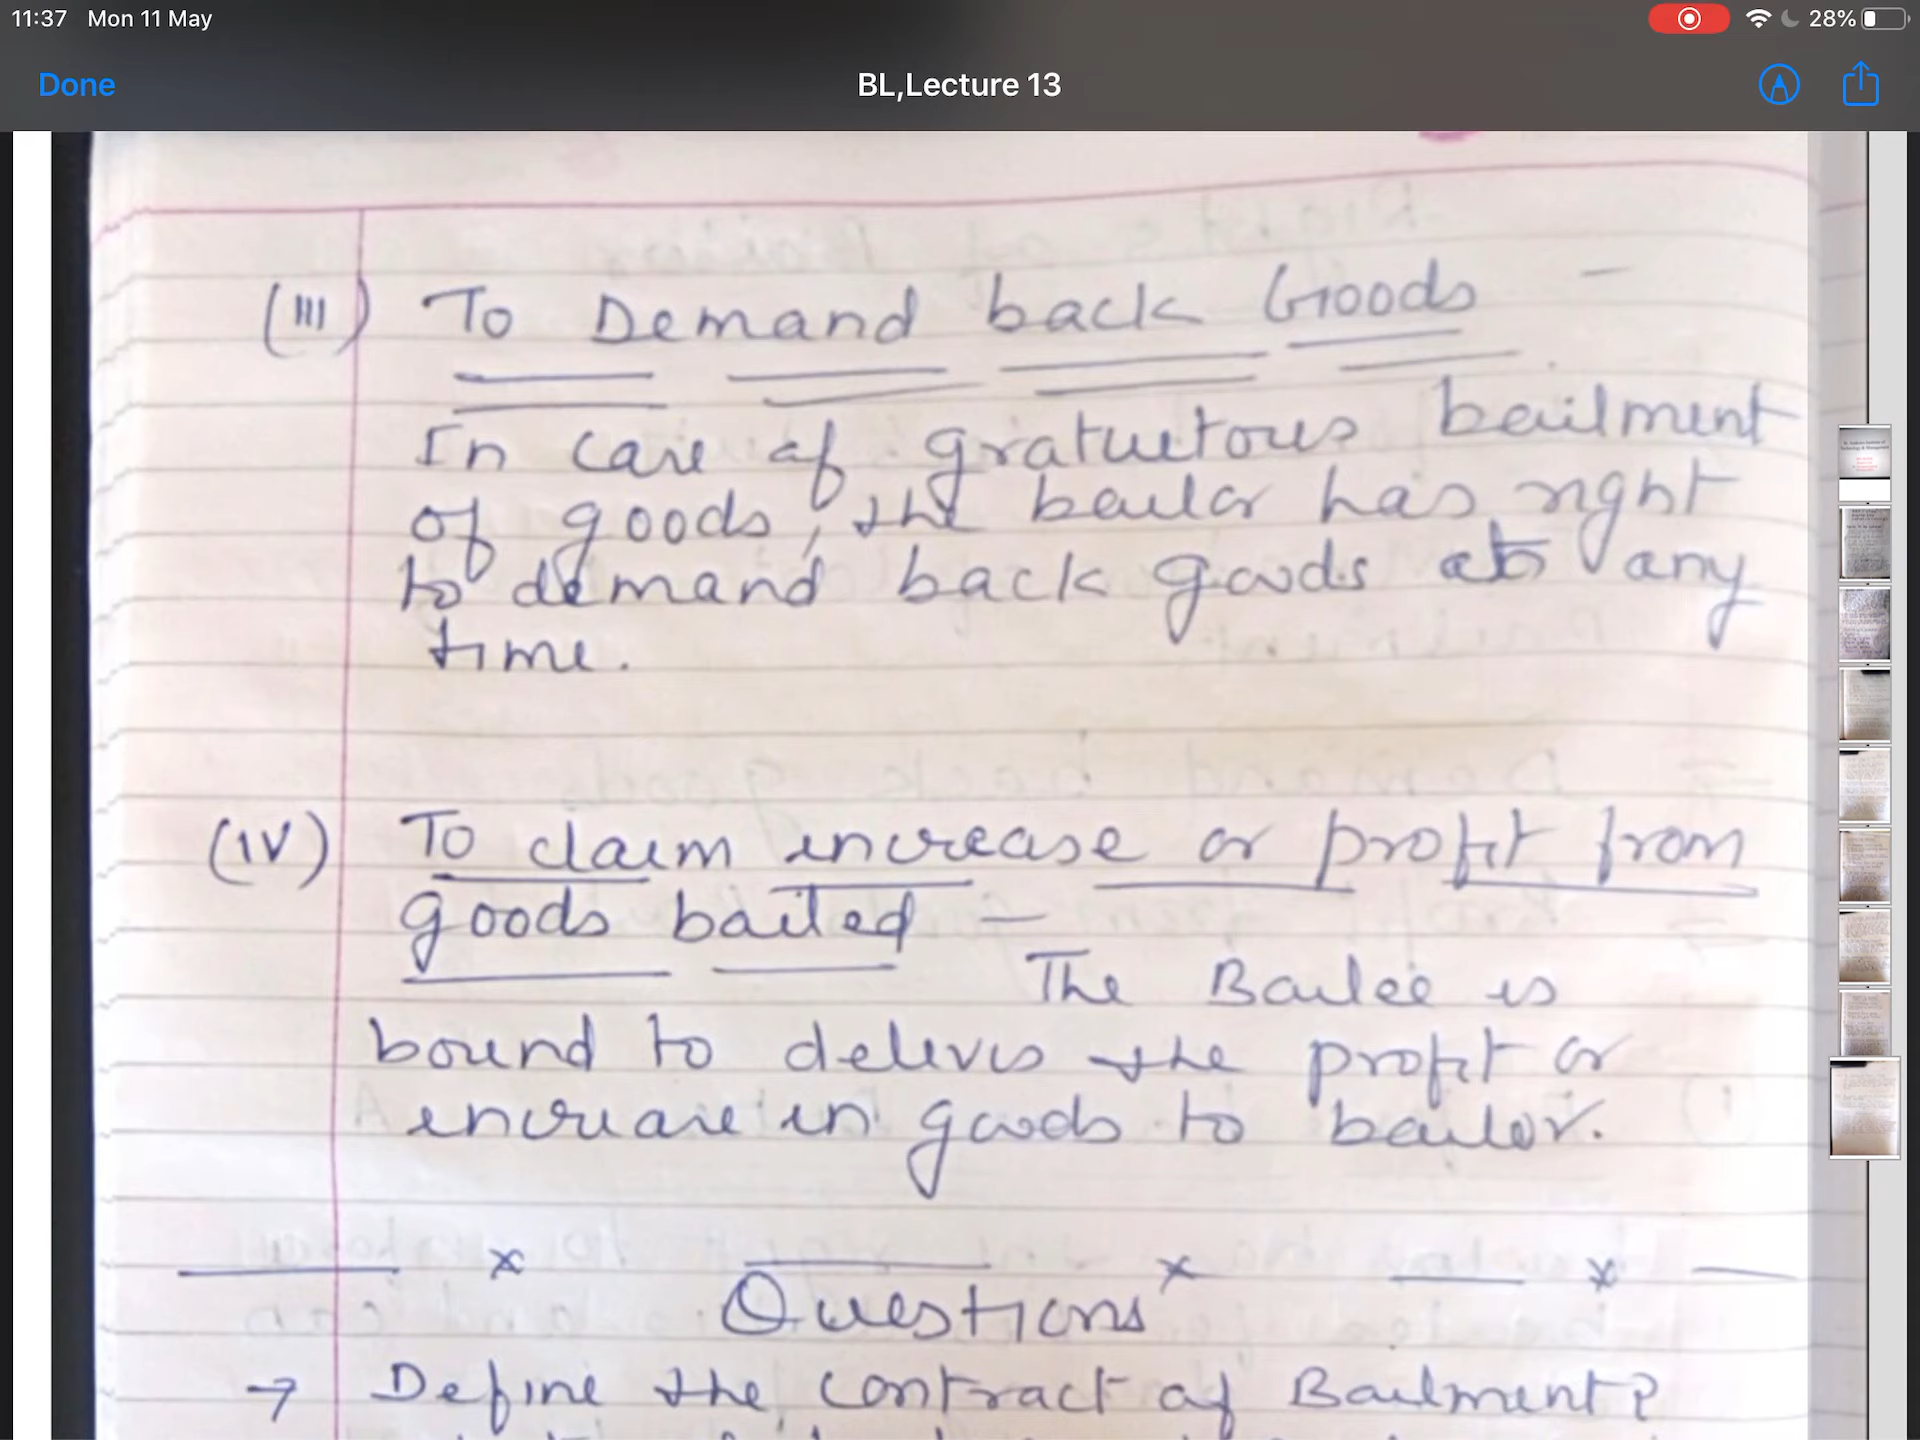 11:37 Mon 11 May
28%
Done
BL,Lecture 13
(III) To Demand back Goods -
In case of gratuetous bailment
of goods, the bailor has right
to demand back goods at any
time.
(IV) To claim increase or profit from
goods bailed -
The Bailee is
bound to deliver the profit or
increase in goods to bailor.
x x x
Questions
→ Define the contract of Bailment?